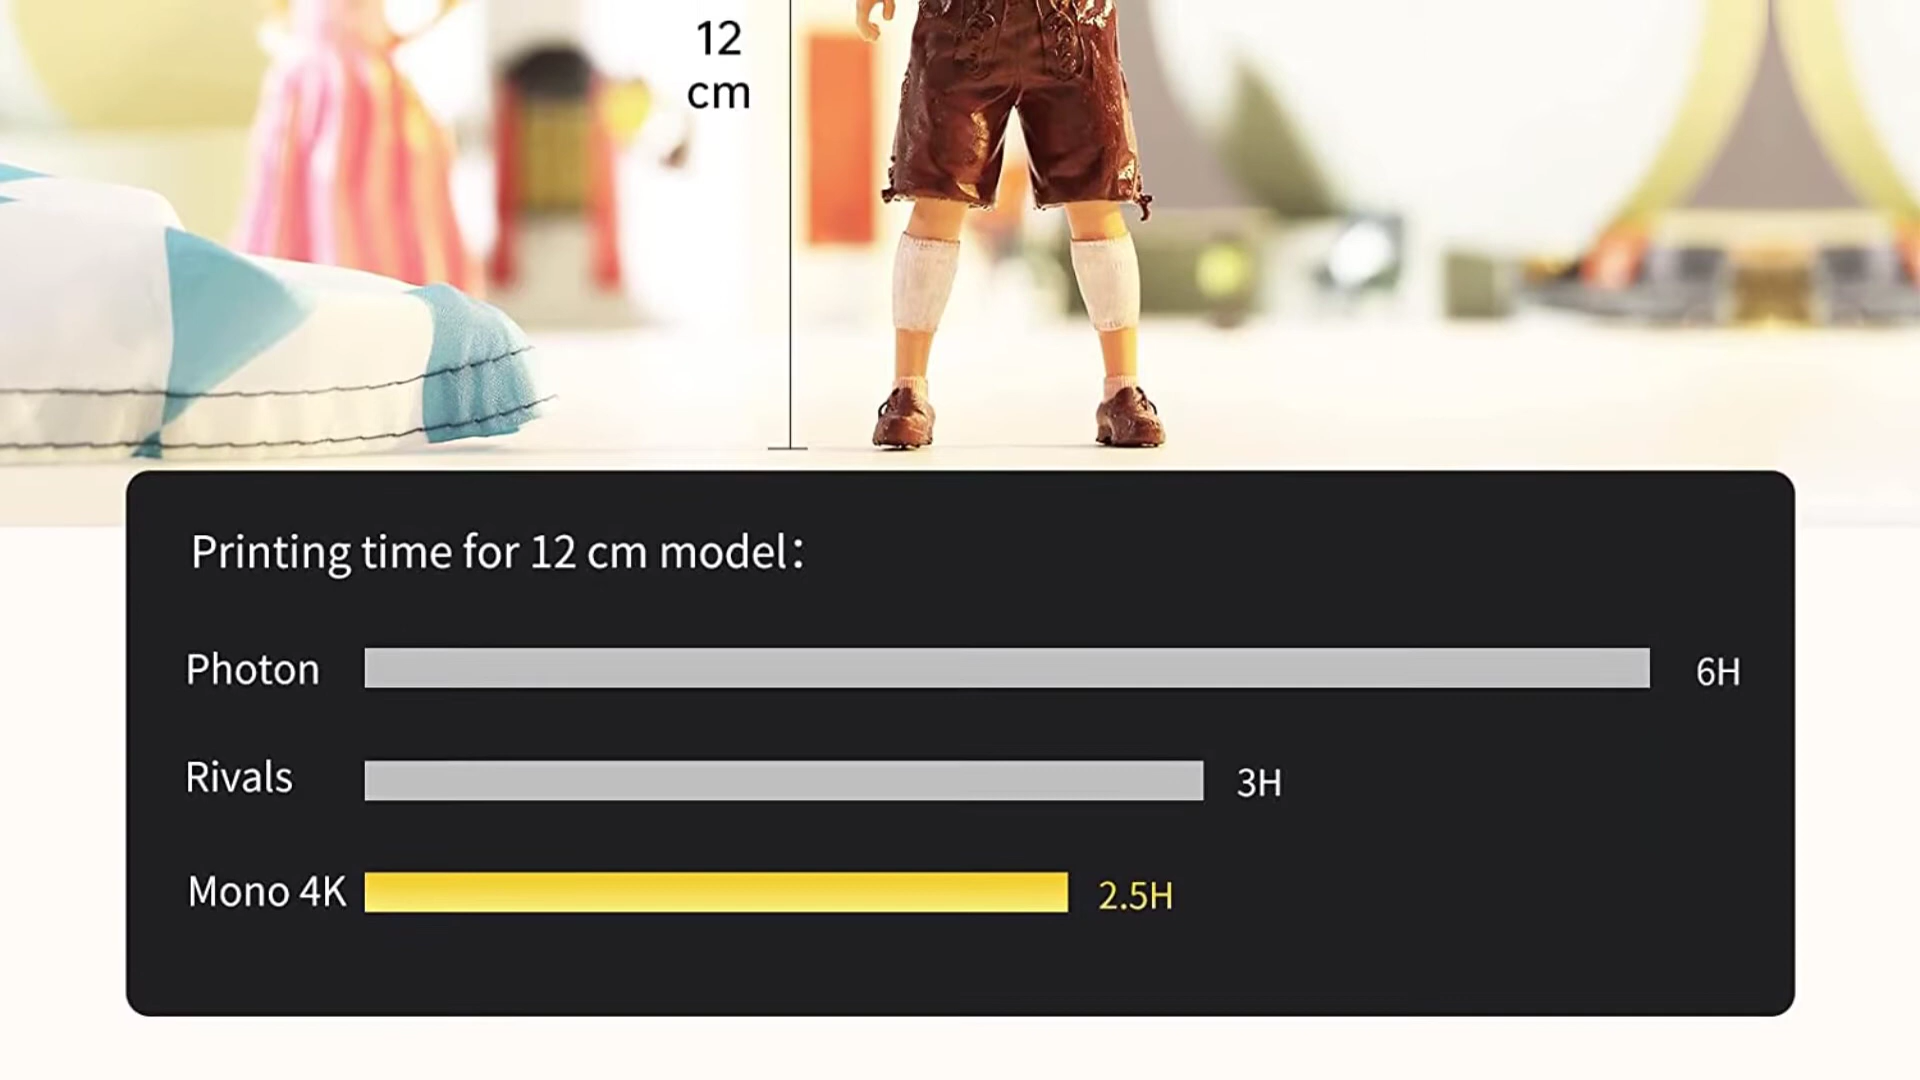 12
cm
Printing time for 12 cm model:
Photon 6H
Rivals 3H
Mono 4K 2.5H